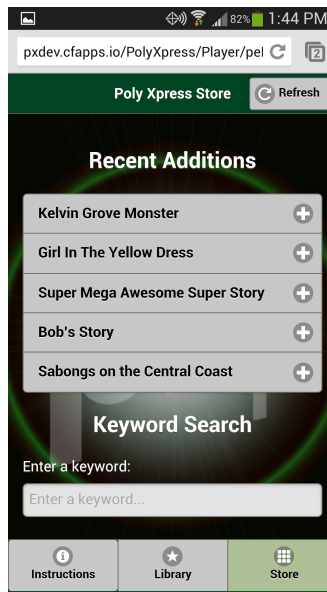 82% 1:44 PM
pxdev.cfapps.io/PolyXpress/Player/pel
2
Poly Xpress Store
Refresh
Recent Additions
Kelvin Grove Monster
Girl In The Yellow Dress
Super Mega Awesome Super Story
Bob's Story
Sabongs on the Central Coast
Keyword Search
Enter a keyword:
Enter a keyword...
Instructions
Library
Store